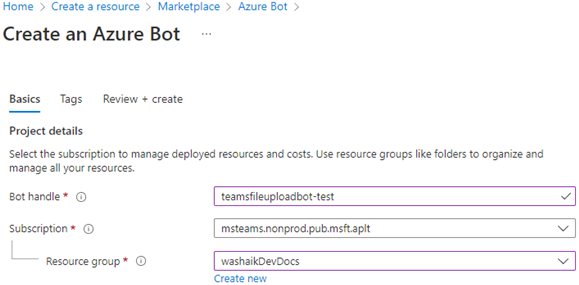 Home > Create a resource > Marketplace > Azure Bot >
Create an Azure Bot ...
Basics Tags Review + create
Project details
Select the subscription to manage deployed resources and costs. Use resource groups like folders to organize and
manage all your resources.
Bot handle * teamsfileuploadbot-test
Subscription * msteams.nonprod.pub.msft.aplt
Resource group * washaikDevDocs
Create new